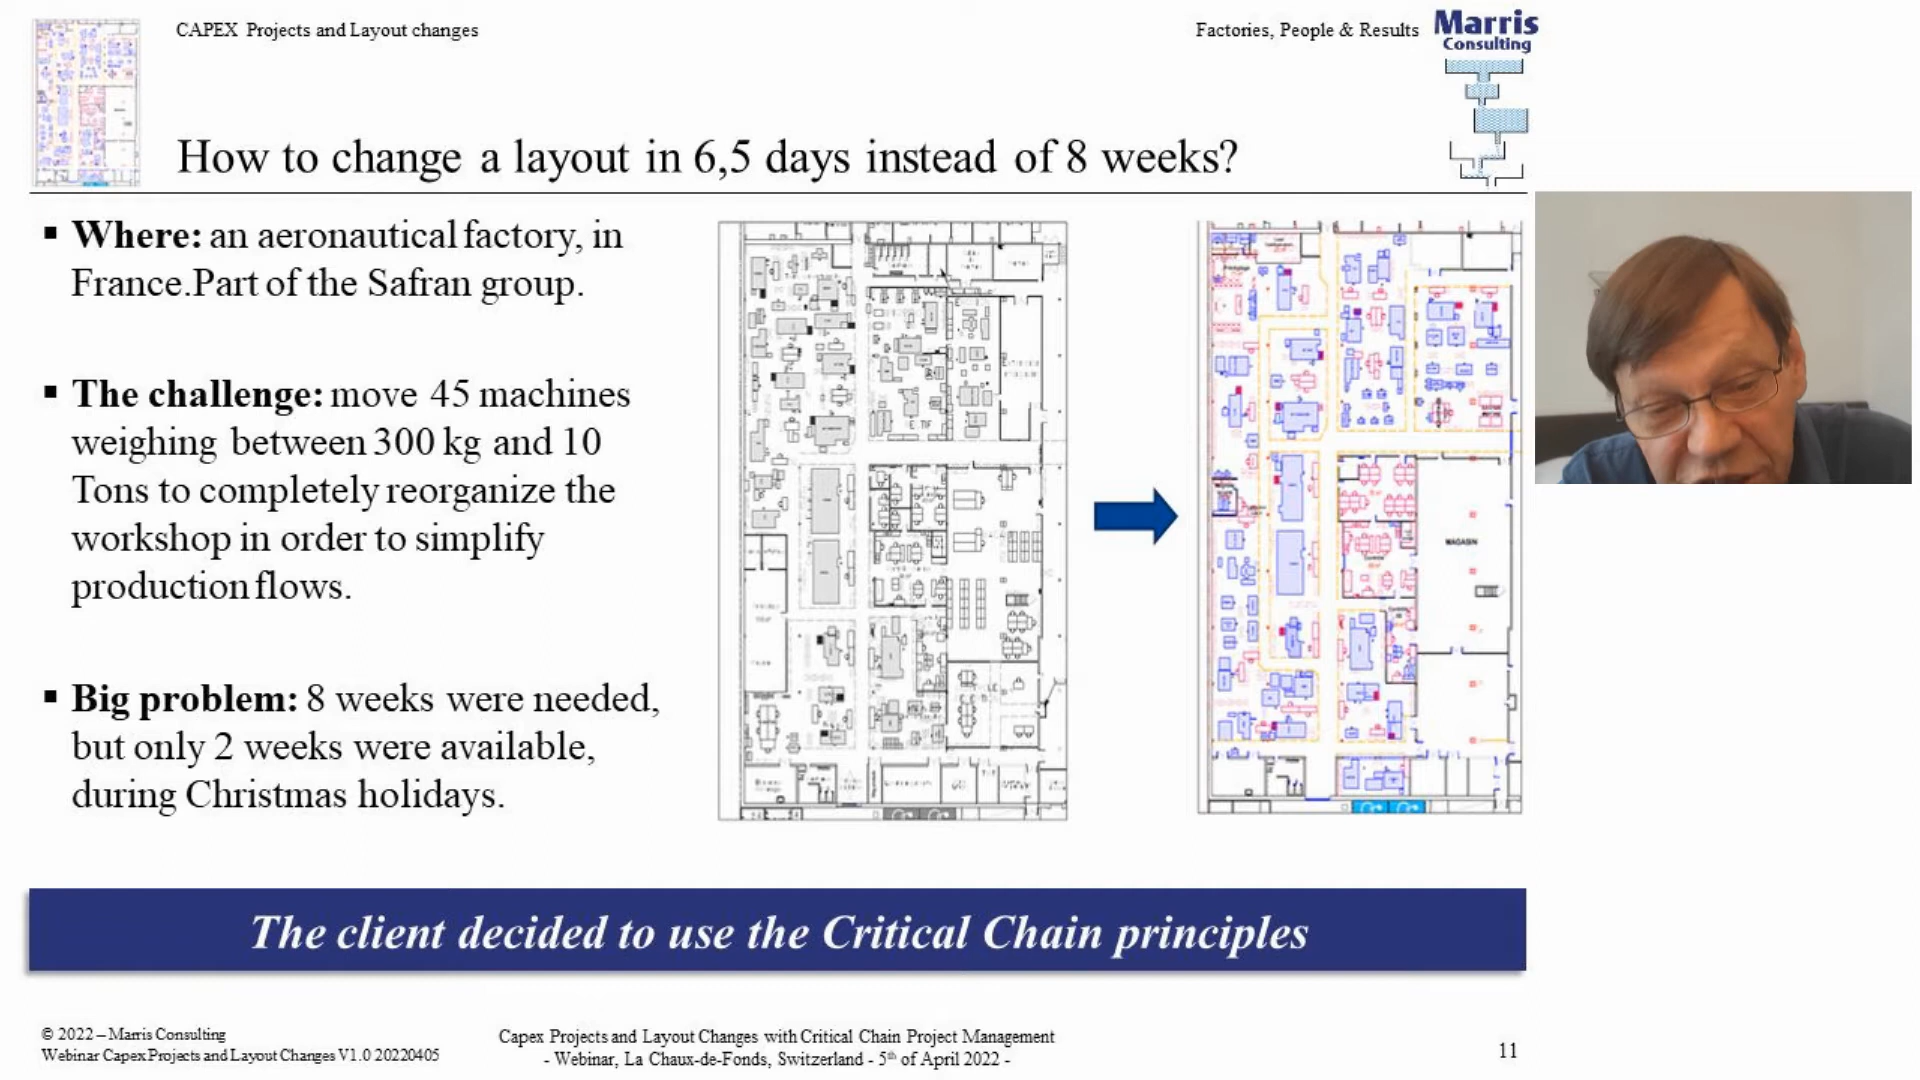 CAPEX Projects and Layout changes
Factories, People & Results
Marris
Consulting
How to change a layout in 6,5 days instead of 8 weeks?
▪ Where: an aeronautical factory, in
France.Part of the Safran group.
▪ The challenge: move 45 machines
weighing between 300 kg and 10
Tons to completely reorganize the
workshop in order to simplify
production flows.
▪ Big problem: 8 weeks were needed,
but only 2 weeks were available,
during Christmas holidays.
MAGASIN
The client decided to use the Critical Chain principles
© 2022 – Marris Consulting
Webinar Capex Projects and Layout Changes V1.0 20220405
Capex Projects and Layout Changes with Critical Chain Project Management
- Webinar, La Chaux-de-Fonds, Switzerland - 5th of April 2022 -
11